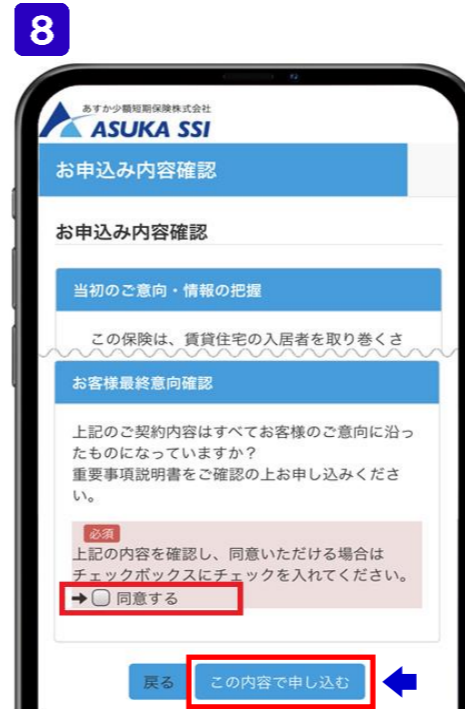 8
あすか少額短期保険株式会社
ASUKA SSI
お申込み内容確認
お申込み内容確認
当初のご意向・情報の把握
この保険は、賃貸住宅の入居者を取り巻くさ
お客様最終意向確認
上記のご契約内容はすべてお客様のご意向に沿っ
たものになっていますか？
重要事項説明書をご確認の上お申し込みくださ
い。
必須
上記の内容を確認し、同意いただける場合は
チェックボックスにチェックを入れてください。
➜ 同意する
戻る この内容で申し込む